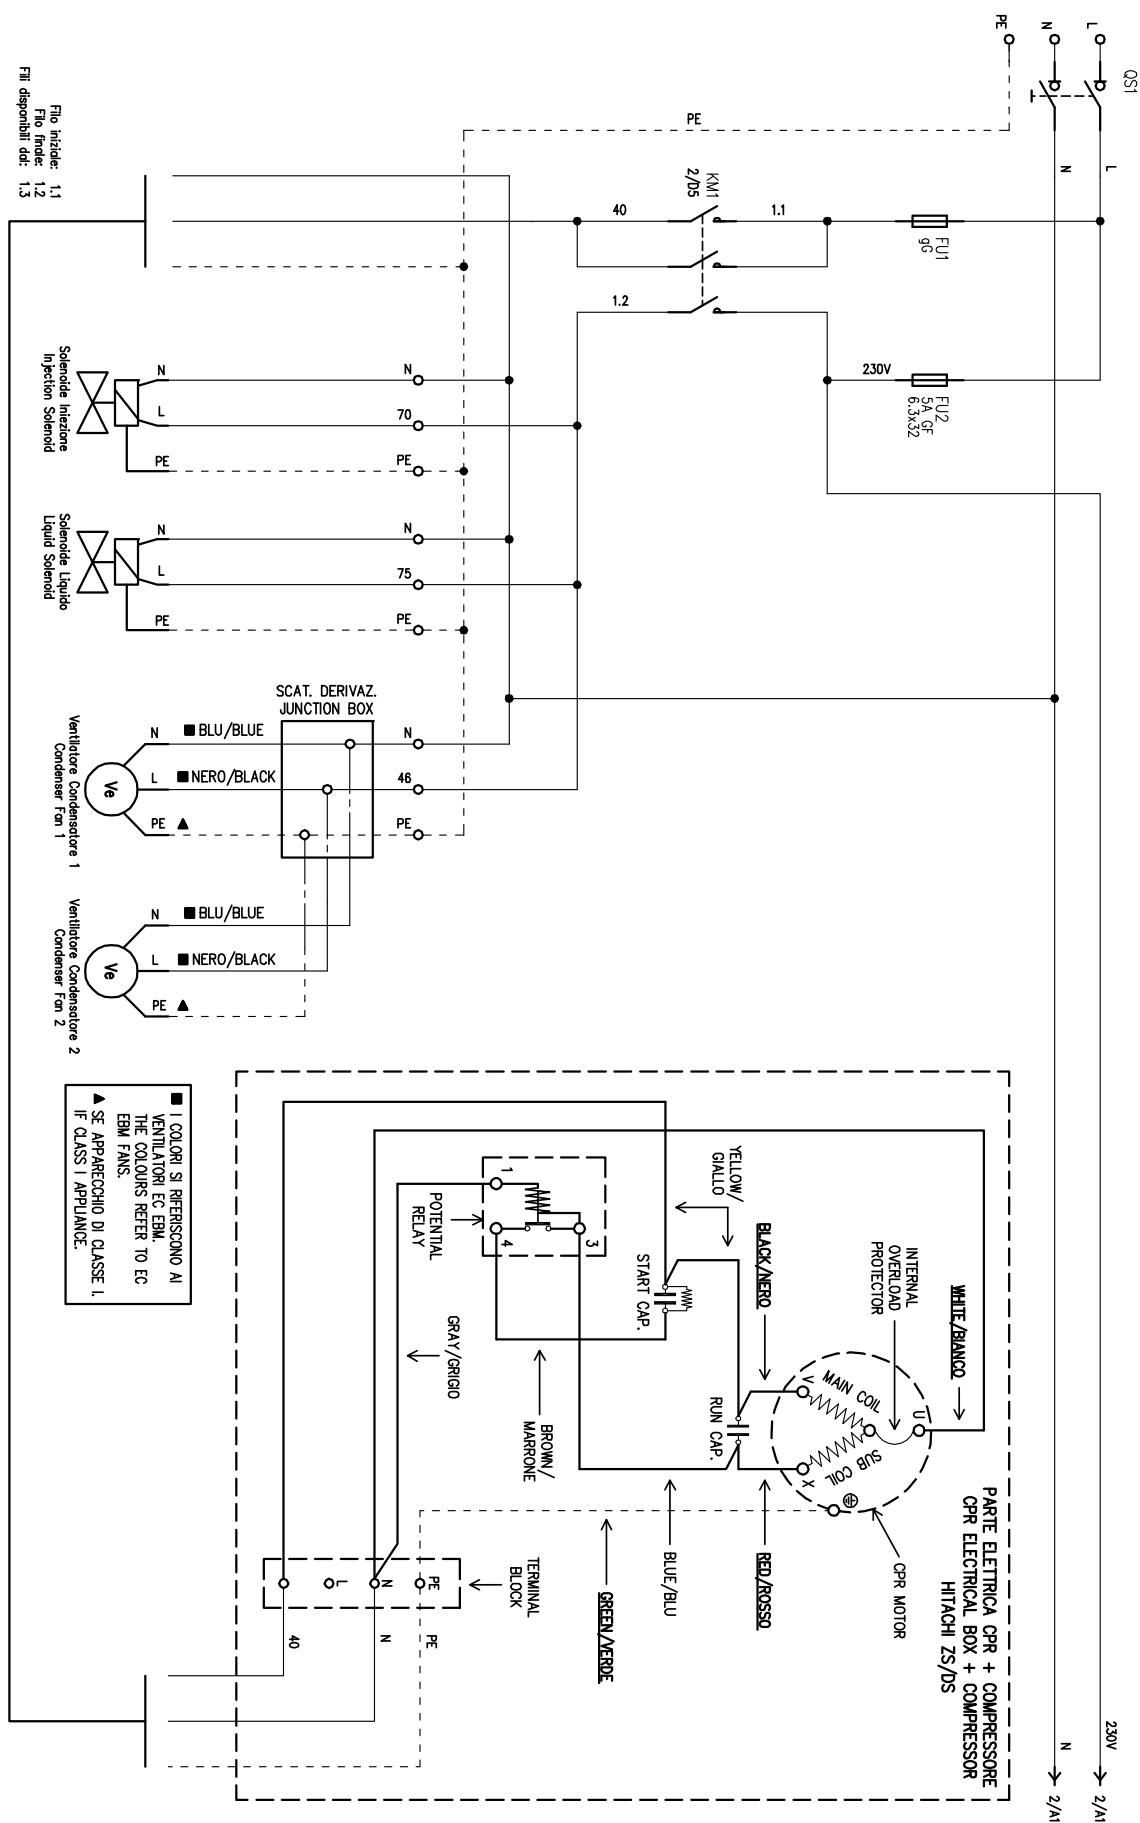 QS1
L
N
PE
L
N
PE
Filo iniziale: 1.1
Filo finale: 1.2
Fili disponibili dal: 1.3
KM1
2/D5
40
1.1
1.2
FU1
gG
230V
FU2
5A GF
6.3x32
N
L
PE
N
70
PE
Solenoide Iniezione
Injection Solenoid
N
L
PE
N
75
PE
Solenoide Liquido
Liquid Solenoid
SCAT. DERIVAZ.
JUNCTION BOX
N
■ BLU/BLUE
N
L
■ NERO/BLACK
46
PE ▲
PE
Ve
Ventilatore Condensatore 1
Condenser Fan 1
N
■ BLU/BLUE
L
■ NERO/BLACK
PE ▲
Ve
Ventilatore Condensatore 2
Condenser Fan 2
■ I COLORI SI RIFERISCONO AI
VENTILATORI EC EBM.
THE COLOURS REFER TO EC
EBM FANS.
▲ SE APPARECCHIO DI CLASSE I.
IF CLASS I APPLIANCE.
PARTE ELETTRICA CPR + COMPRESSORE
CPR ELECTRICAL BOX + COMPRESSOR
HITACHI ZS/DS
WHITE/BIANCO
INTERNAL
OVERLOAD
PROTECTOR
BLACK/NERO
YELLOW/
GIALLO
MAIN COIL
SUB COIL
U
V
X
CPR MOTOR
RUN CAP.
START CAP.
1
3
4
POTENTIAL
RELAY
GRAY/GRIGIO
BROWN/
MARRONE
RED/ROSSO
BLUE/BLU
GREEN/VERDE
TERMINAL
BLOCK
PE
N
L
PE
N
40
230V
2/A1
N
2/A1